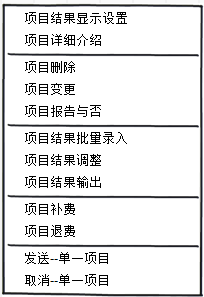 项目结果显示设置
项目详细介绍
项目删除
项目变更
项目报告与否
项目结果批量录入
项目结果调整
项目结果输出
项目补费
项目退费
发送--单一项目
取消--单一项目